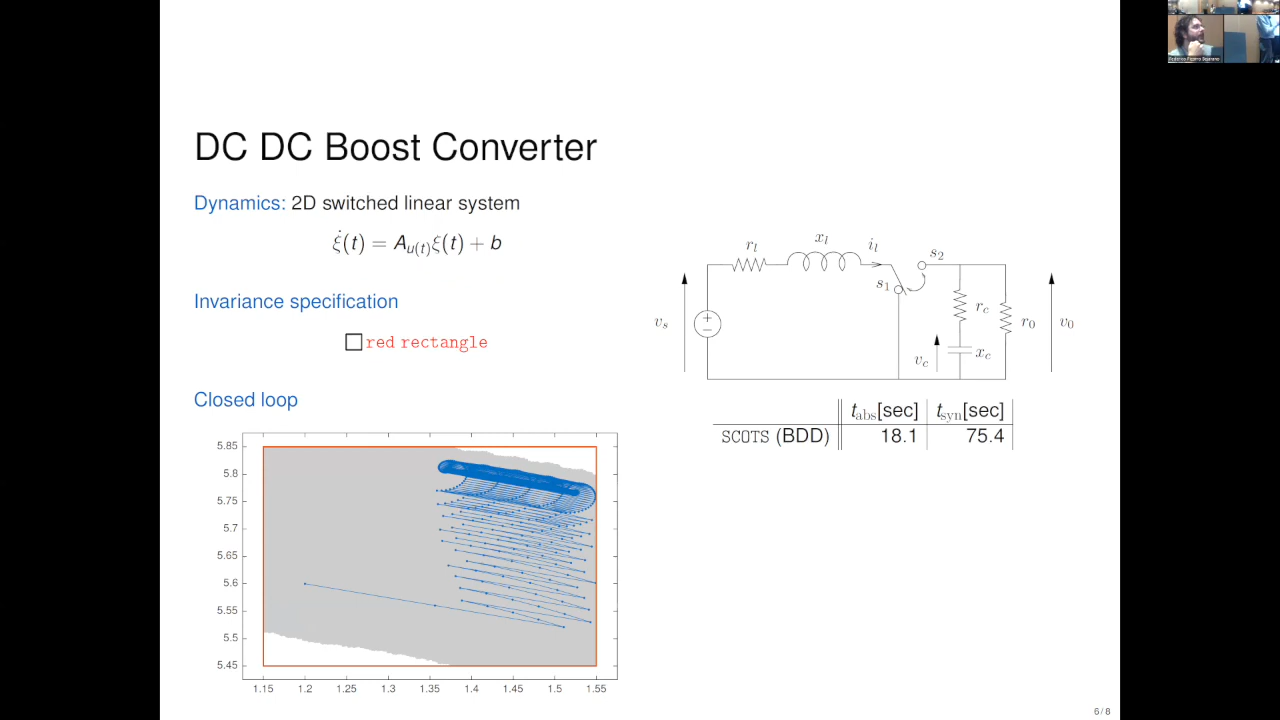 DC DC Boost Converter
Dynamics: 2D switched linear system
ξ̇(t) = A_{u(t)}ξ(t) + b
Invariance specification
□ red rectangle
Closed loop
5.85
5.8
5.75
5.7
5.65
5.6
5.55
5.5
5.45
1.15 1.2 1.25 1.3 1.35 1.4 1.45 1.5 1.55
r_l x_l i_l s_2
s_1
v_s r_c r_0 v_0
v_c x_c
t_abs[sec] t_syn[sec]
SCOTS (BDD) 18.1 75.4
6 / 8